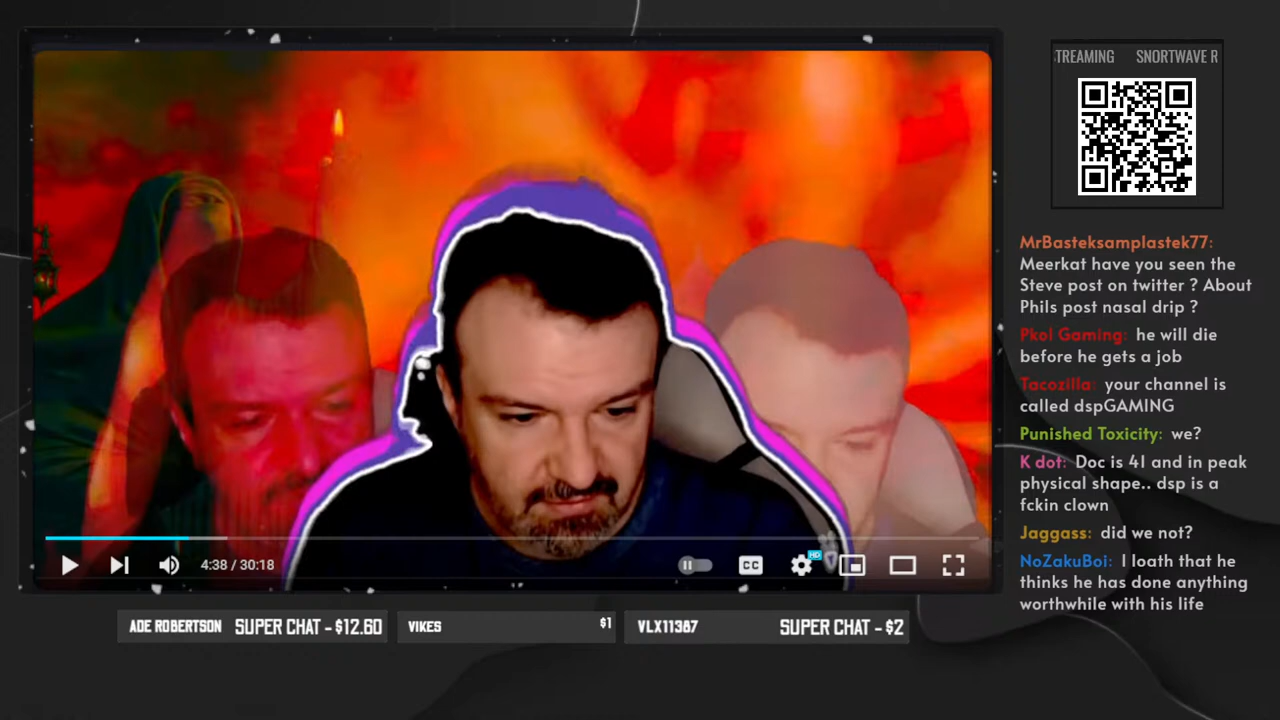 TREAMING SNORTWAVE R
MrBasteksamplastek77:
Meerkat have you seen the
Steve post on twitter ? About
Phils post nasal drip ?
Pkol Gaming: he will die
before he gets a job
Tacozilla: your channel is
called dspGAMING
Punished Toxicity: we?
K dot: Doc is 41 and in peak
physical shape.. dsp is a
fckin clown
Jaggass: did we not?
NoZakuBoi: I loath that he
thinks he has done anything
worthwhile with his life
4:38 / 30:18
CC
HD
ADE ROBERTSON SUPER CHAT - $12.60
VIKES $1
VLX11387 SUPER CHAT - $2